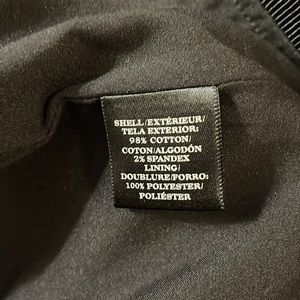 SHELL/EXTÉRIEUR/
TELA EXTERIOR:
98% COTTON/
COTON/ALGODÓN
2% SPANDEX
LINING/
DOUBLURE/FORRO:
100% POLYESTER/
POLIÉSTER